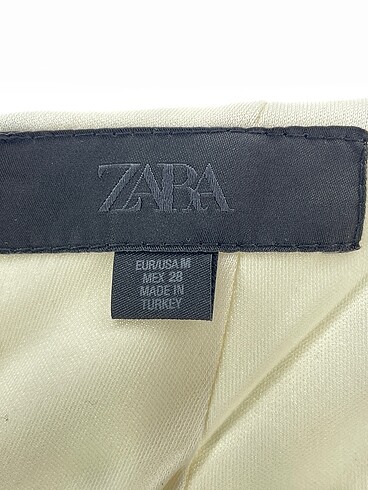 ZARA
EUR/USA M
MEX 28
MADE IN
TURKEY